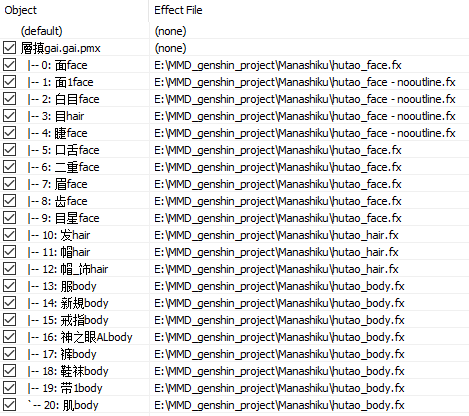 Object Effect File
(default) (none)
層搷gai.gai.pmx (none)
|-- 0: 面face E:\MMD_genshin_project\Manashiku\hutao_face.fx
|-- 1: 面1face E:\MMD_genshin_project\Manashiku\hutao_face - nooutline.fx
|-- 2: 白目face E:\MMD_genshin_project\Manashiku\hutao_face - nooutline.fx
|-- 3: 目hair E:\MMD_genshin_project\Manashiku\hutao_face - nooutline.fx
|-- 4: 睫face E:\MMD_genshin_project\Manashiku\hutao_face - nooutline.fx
|-- 5: 口舌face E:\MMD_genshin_project\Manashiku\hutao_face.fx
|-- 6: 二重face E:\MMD_genshin_project\Manashiku\hutao_face.fx
|-- 7: 眉face E:\MMD_genshin_project\Manashiku\hutao_face.fx
|-- 8: 齿face E:\MMD_genshin_project\Manashiku\hutao_face.fx
|-- 9: 目星face E:\MMD_genshin_project\Manashiku\hutao_face.fx
|-- 10: 发hair E:\MMD_genshin_project\Manashiku\hutao_hair.fx
|-- 11: 帽hair E:\MMD_genshin_project\Manashiku\hutao_hair.fx
|-- 12: 帽_饰hair E:\MMD_genshin_project\Manashiku\hutao_hair.fx
|-- 13: 服body E:\MMD_genshin_project\Manashiku\hutao_body.fx
|-- 14: 新規body E:\MMD_genshin_project\Manashiku\hutao_body.fx
|-- 15: 戒指body E:\MMD_genshin_project\Manashiku\hutao_body.fx
|-- 16: 神之眼ALbody E:\MMD_genshin_project\Manashiku\hutao_body.fx
|-- 17: 裤body E:\MMD_genshin_project\Manashiku\hutao_body.fx
|-- 18: 鞋袜body E:\MMD_genshin_project\Manashiku\hutao_body.fx
|-- 19: 带1body E:\MMD_genshin_project\Manashiku\hutao_body.fx
`-- 20: 肌body E:\MMD_genshin_project\Manashiku\hutao_body.fx